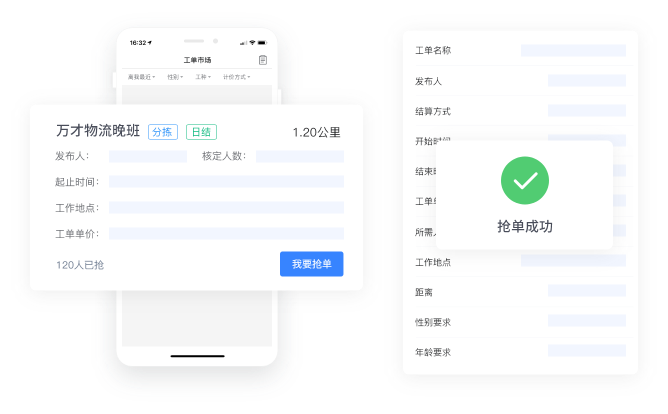 16:32
工单市场
离我最近 性别 工种 计价方式
万才物流晚班 分拣 日结 1.20公里
发布人： 核定人数：
起止时间：
工作地点：
工单单价：
120人已抢 我要抢单
工单名称
发布人
结算方式
开始时间
结束
工单
所需
抢单成功
工作地点
距离
性别要求
年龄要求